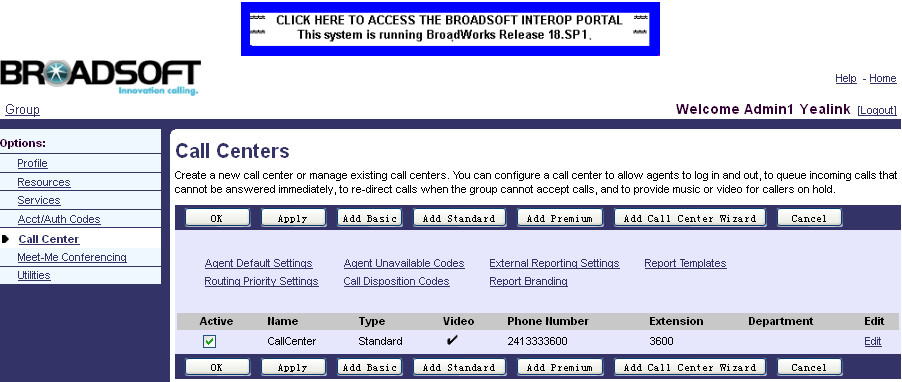 *** CLICK HERE TO ACCESS THE BROADSOFT INTEROP PORTAL ***
*** This system is running BroadWorks Release 18.SP1. ***
BROADSOFT
Innovation calling.
Help - Home
Group
Welcome Admin1 Yealink [Logout]
Options:
Profile
Resources
Services
Acct/Auth Codes
Call Center
Meet-Me Conferencing
Utilities
Call Centers
Create a new call center or manage existing call centers. You can configure a call center to allow agents to log in and out, to queue incoming calls that
cannot be answered immediately, to re-direct calls when the group cannot accept calls, and to provide music or video for callers on hold.
OK Apply Add Basic Add Standard Add Premium Add Call Center Wizard Cancel
Agent Default Settings Agent Unavailable Codes External Reporting Settings Report Templates
Routing Priority Settings Call Disposition Codes Report Branding
Active Name Type Video Phone Number Extension Department Edit
CallCenter Standard ✔ 2413333600 3600 Edit
OK Apply Add Basic Add Standard Add Premium Add Call Center Wizard Cancel